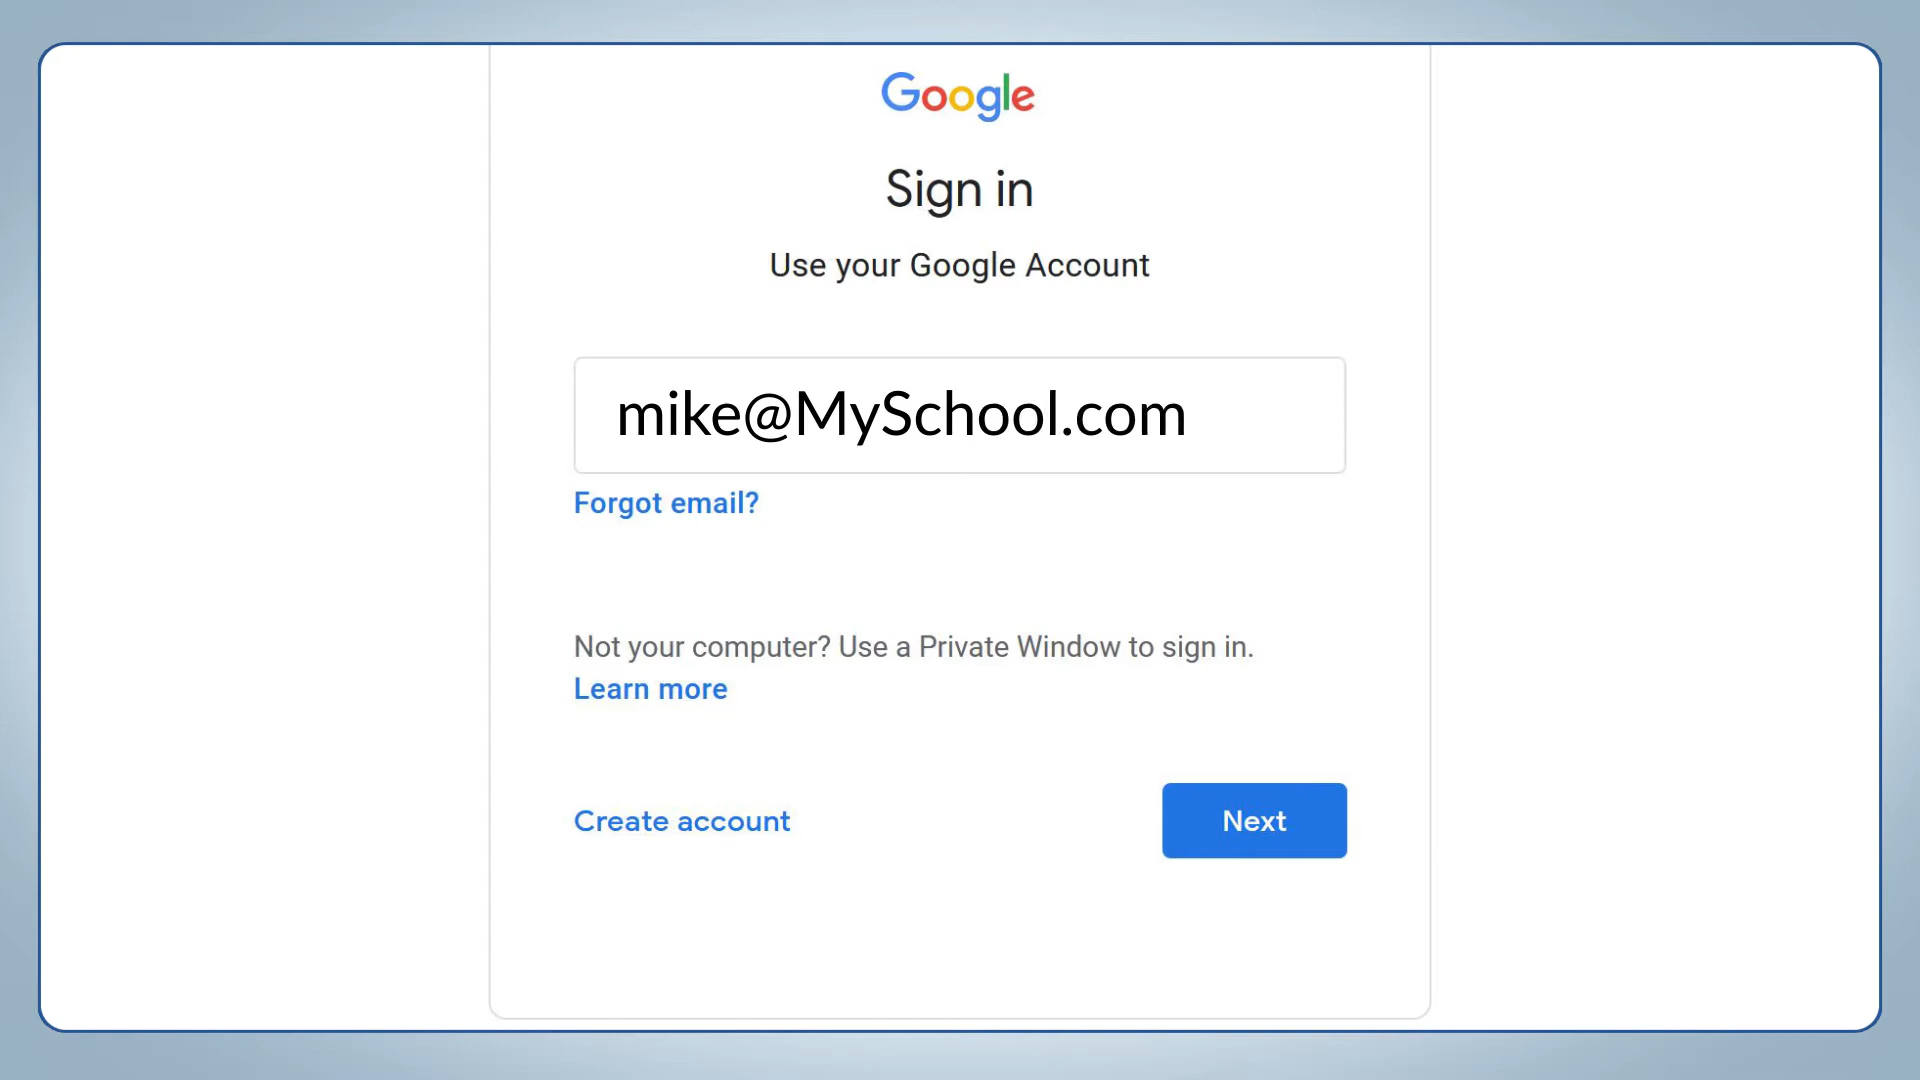 Google
Sign in
Use your Google Account
mike@MySchool.com
Forgot email?
Not your computer? Use a Private Window to sign in.
Learn more
Create account
Next